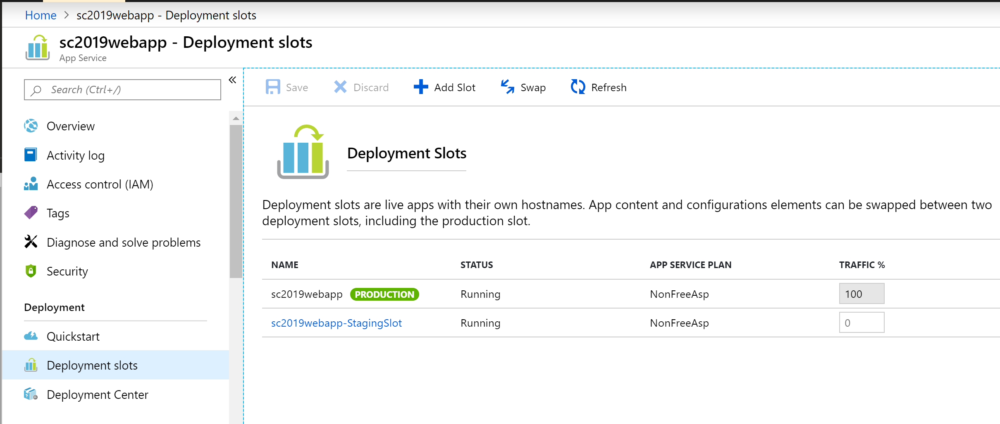 Home > sc2019webapp - Deployment slots
sc2019webapp - Deployment slots
App Service
Search (Ctrl+/)
Overview
Activity log
Access control (IAM)
Tags
Diagnose and solve problems
Security
Deployment
Quickstart
Deployment slots
Deployment Center
Save Discard Add Slot Swap Refresh
Deployment Slots
Deployment slots are live apps with their own hostnames. App content and configurations elements can be swapped between two
deployment slots, including the production slot.
NAME STATUS APP SERVICE PLAN TRAFFIC %
sc2019webapp PRODUCTION Running NonFreeAsp 100
sc2019webapp-StagingSlot Running NonFreeAsp 0